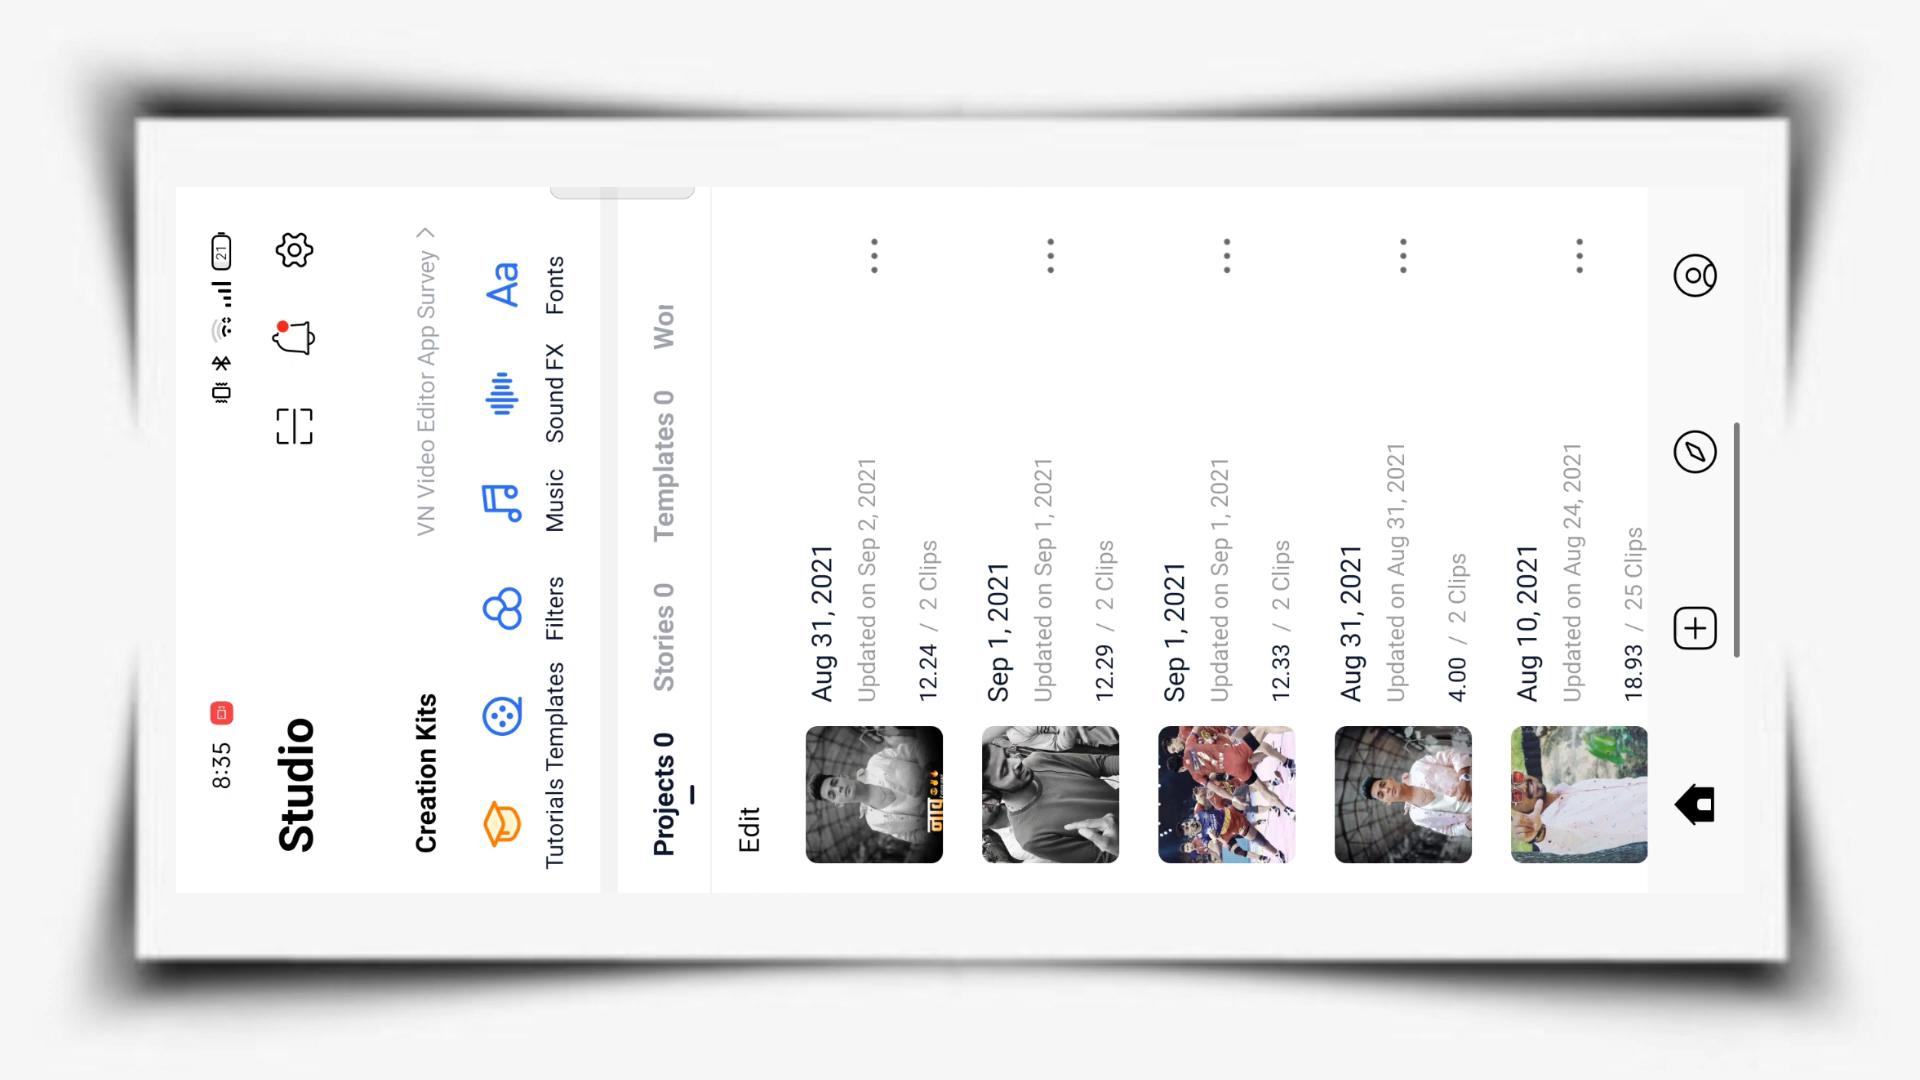 8:35
21
Studio
Creation Kits
VN Video Editor App Survey >
Tutorials Templates Filters Music Sound FX Fonts
Projects 0 Stories 0 Templates 0 Wor
Edit
Aug 31, 2021
Updated on Sep 2, 2021
12.24 / 2 Clips
Sep 1, 2021
Updated on Sep 1, 2021
12.29 / 2 Clips
Sep 1, 2021
Updated on Sep 1, 2021
12.33 / 2 Clips
Aug 31, 2021
Updated on Aug 31, 2021
4.00 / 2 Clips
Aug 10, 2021
Updated on Aug 24, 2021
18.93 / 25 Clips